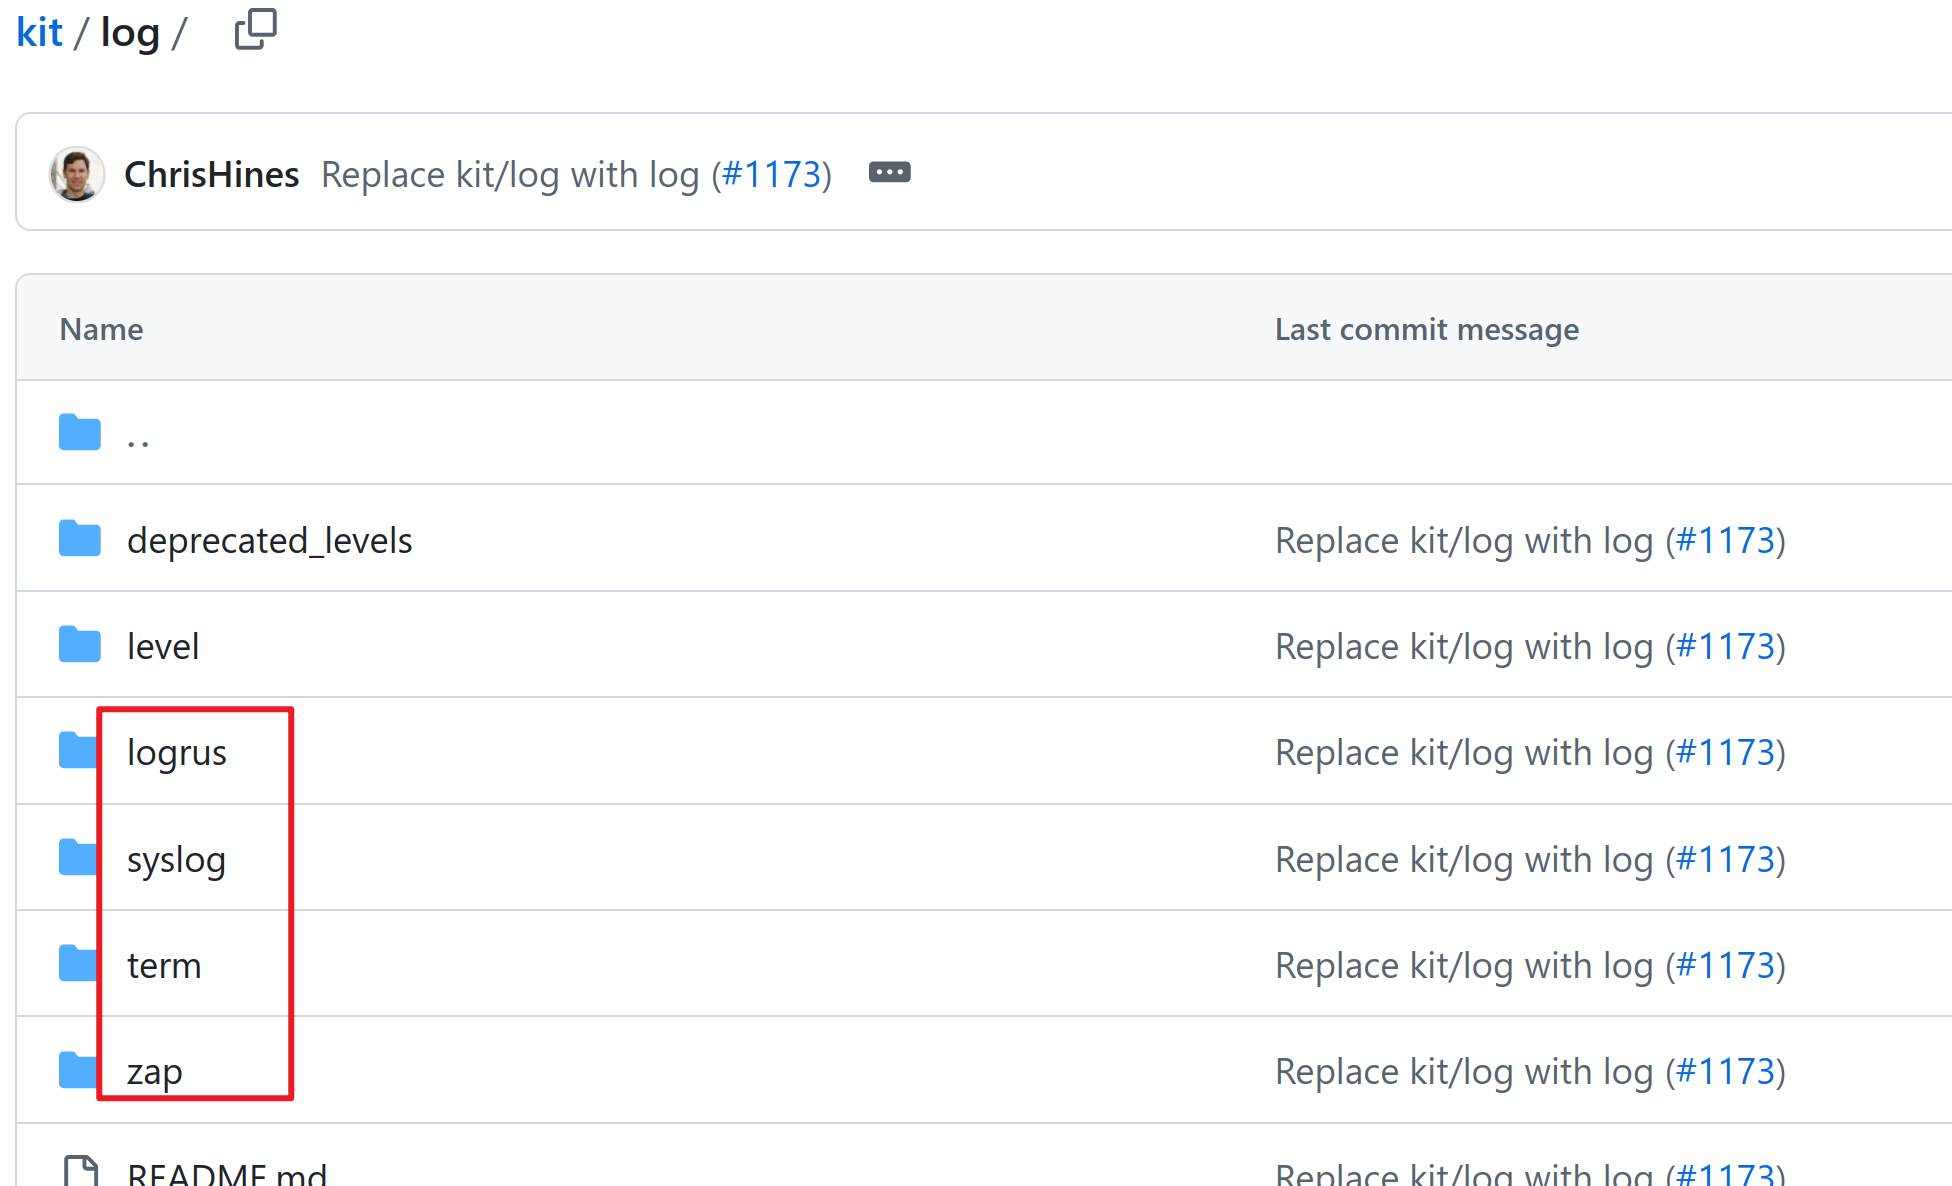 kit / log /
ChrisHines Replace kit/log with log (#1173)
Name Last commit message
..
deprecated_levels Replace kit/log with log (#1173)
level Replace kit/log with log (#1173)
logrus Replace kit/log with log (#1173)
syslog Replace kit/log with log (#1173)
term Replace kit/log with log (#1173)
zap Replace kit/log with log (#1173)
README.md Replace kit/log with log (#1173)